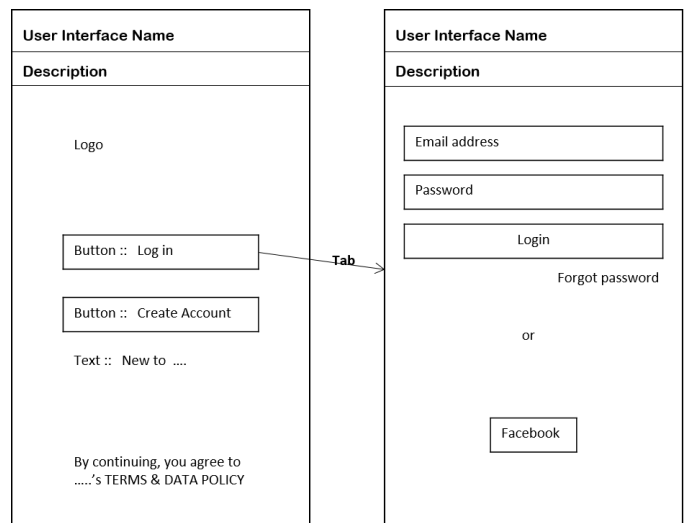 User Interface Name
Description
Logo
Button :: Log in
Button :: Create Account
Text :: New to ....
By continuing, you agree to
.....'s TERMS & DATA POLICY
Tab
User Interface Name
Description
Email address
Password
Login
Forgot password
or
Facebook